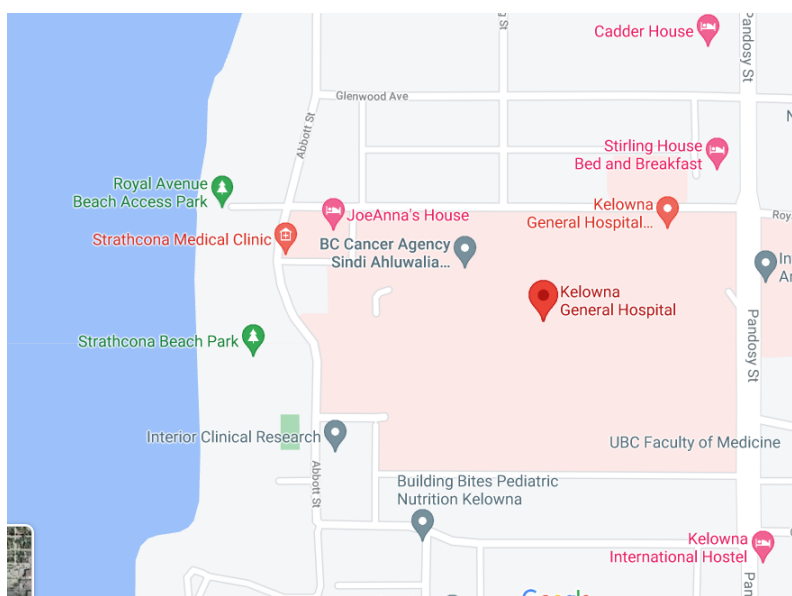 Cadder House
Pandosy St
Glenwood Ave
Abbott St
Stirling House
Bed and Breakfast
Royal Avenue
Beach Access Park
JoeAnna's House
Kelowna
General Hospital...
Strathcona Medical Clinic
BC Cancer Agency
Sindi Ahluwalia...
Kelowna
General Hospital
Strathcona Beach Park
Pandosy St
Interior Clinical Research
UBC Faculty of Medicine
Abbott St
Building Bites Pediatric
Nutrition Kelowna
Kelowna
International Hostel